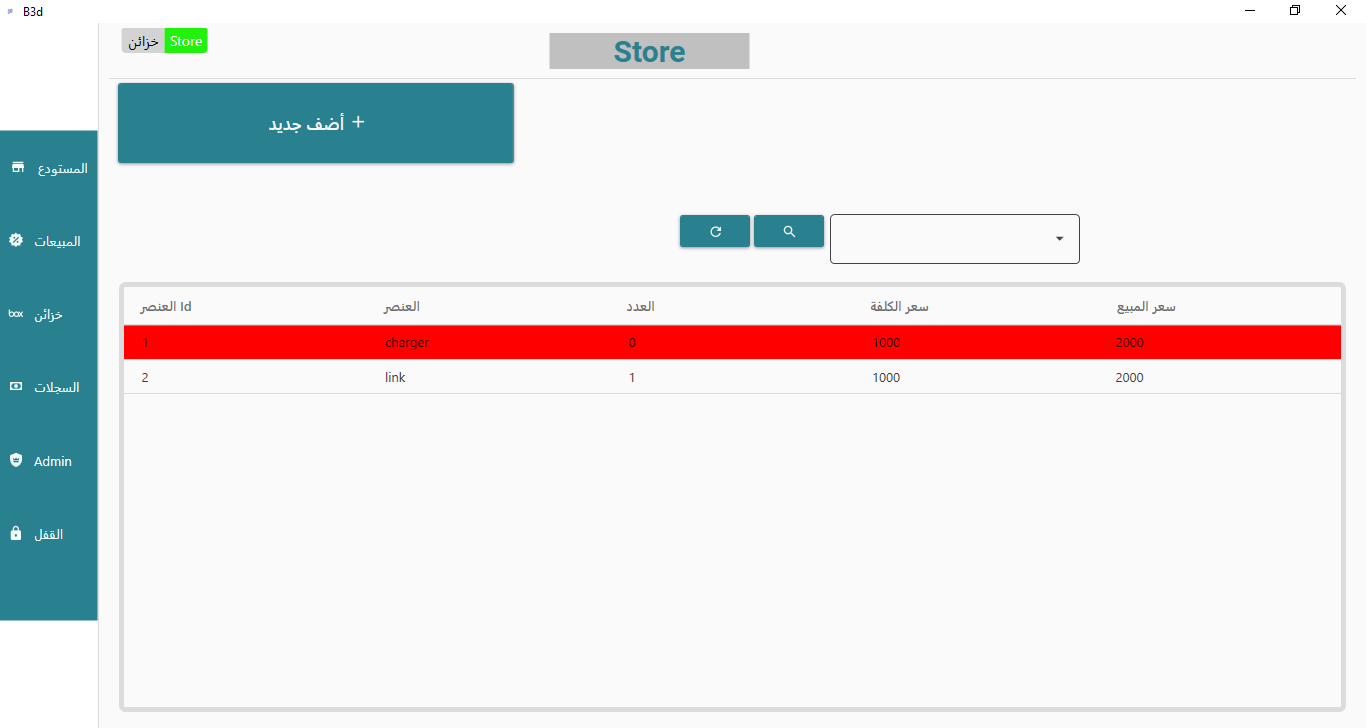 B3d
خزائن Store
Store
+ أضف جديد
المستودع
المبيعات
box خزائن
السجلات
Admin
القفل
العنصر Id العنصر العدد سعر الكلفة سعر المبيع
1 charger 0 1000 2000
2 link 1 1000 2000